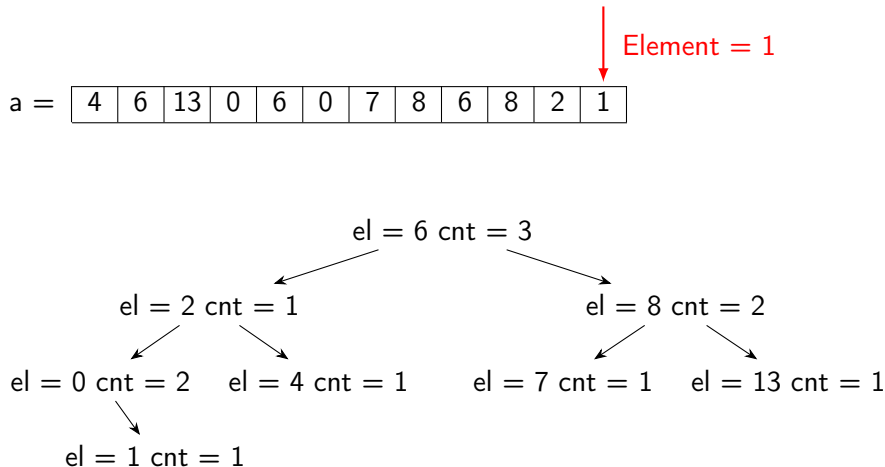 Element = 1
a = 4 6 13 0 6 0 7 8 6 8 2 1
el = 6 cnt = 3
el = 2 cnt = 1 el = 8 cnt = 2
el = 0 cnt = 2 el = 4 cnt = 1 el = 7 cnt = 1 el = 13 cnt = 1
el = 1 cnt = 1